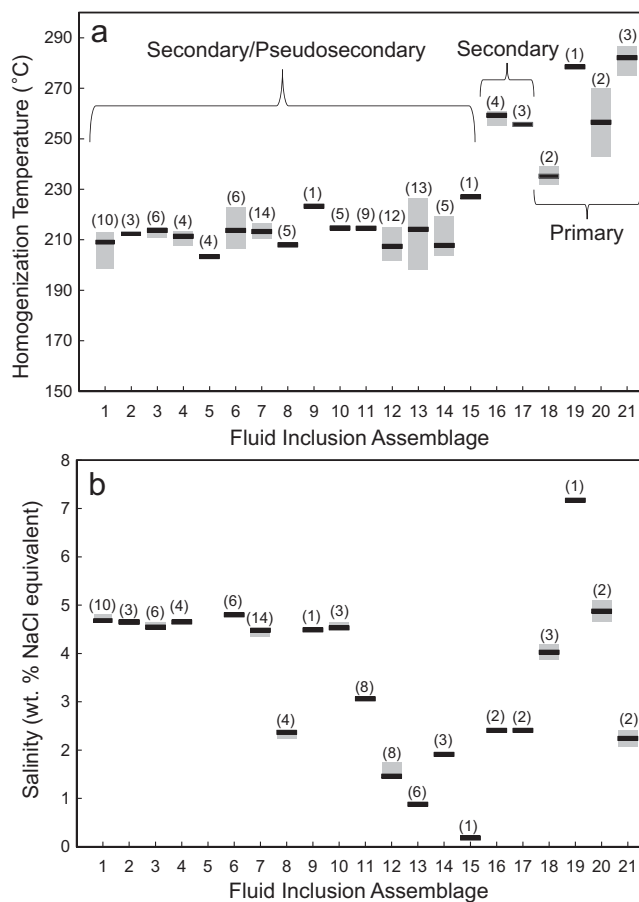 a
Secondary/Pseudosecondary
Secondary
Primary
Homogenization Temperature (°C)
290
270
250
230
210
190
170
150
(10) (3) (6) (4) (4) (6) (14) (5) (1) (5) (9) (12) (13) (5) (1) (4) (3) (2) (1) (2) (3)
1 2 3 4 5 6 7 8 9 10 11 12 13 14 15 16 17 18 19 20 21
Fluid Inclusion Assemblage
b
Salinity (wt. % NaCl equivalent)
8
7
6
5
4
3
2
1
0
(10) (3) (6) (4) (6) (14) (4) (1) (3) (8) (8) (6) (3) (1) (2) (2) (3) (1) (2) (2)
1 2 3 4 5 6 7 8 9 10 11 12 13 14 15 16 17 18 19 20 21
Fluid Inclusion Assemblage